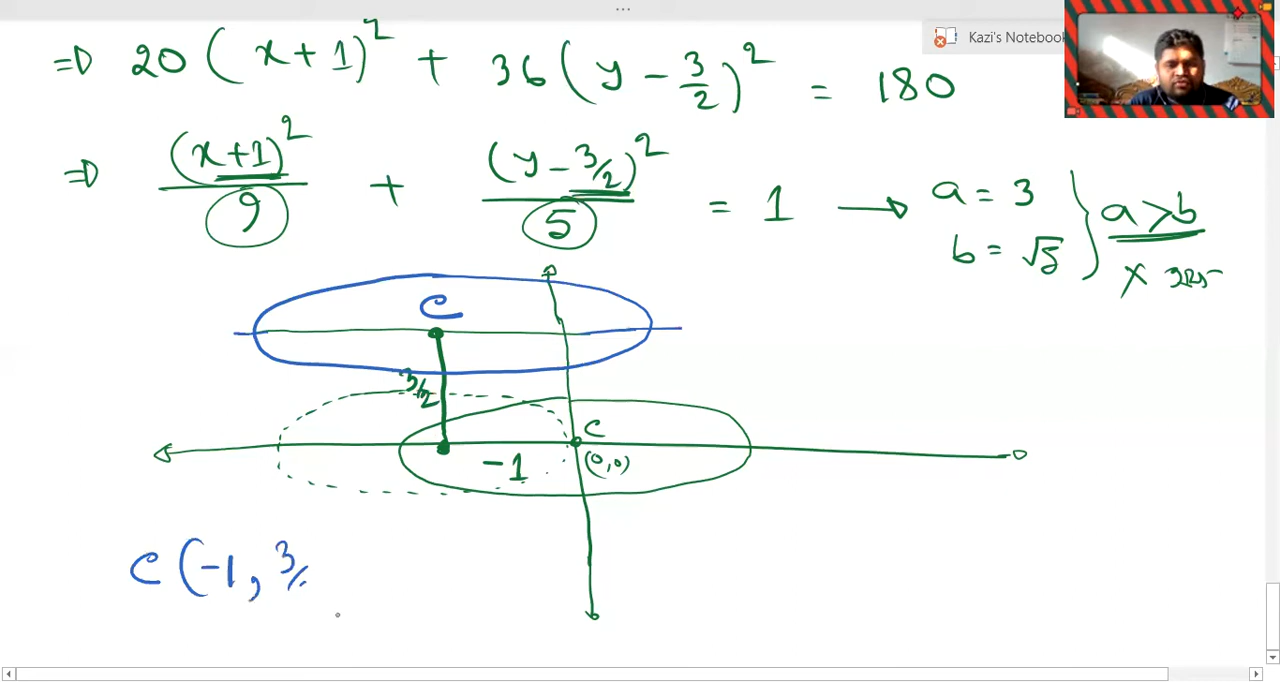 ⇒ 20(x+1)² + 36(y - 3/2)² = 180
Kazi's Notebook
⇒ (x+1)²/9 + (y - 3/2)²/5 = 1 → a = 3
b = √5 } a > b
X
C
3/2
C
-1 (0,0)
C(-1, 3/